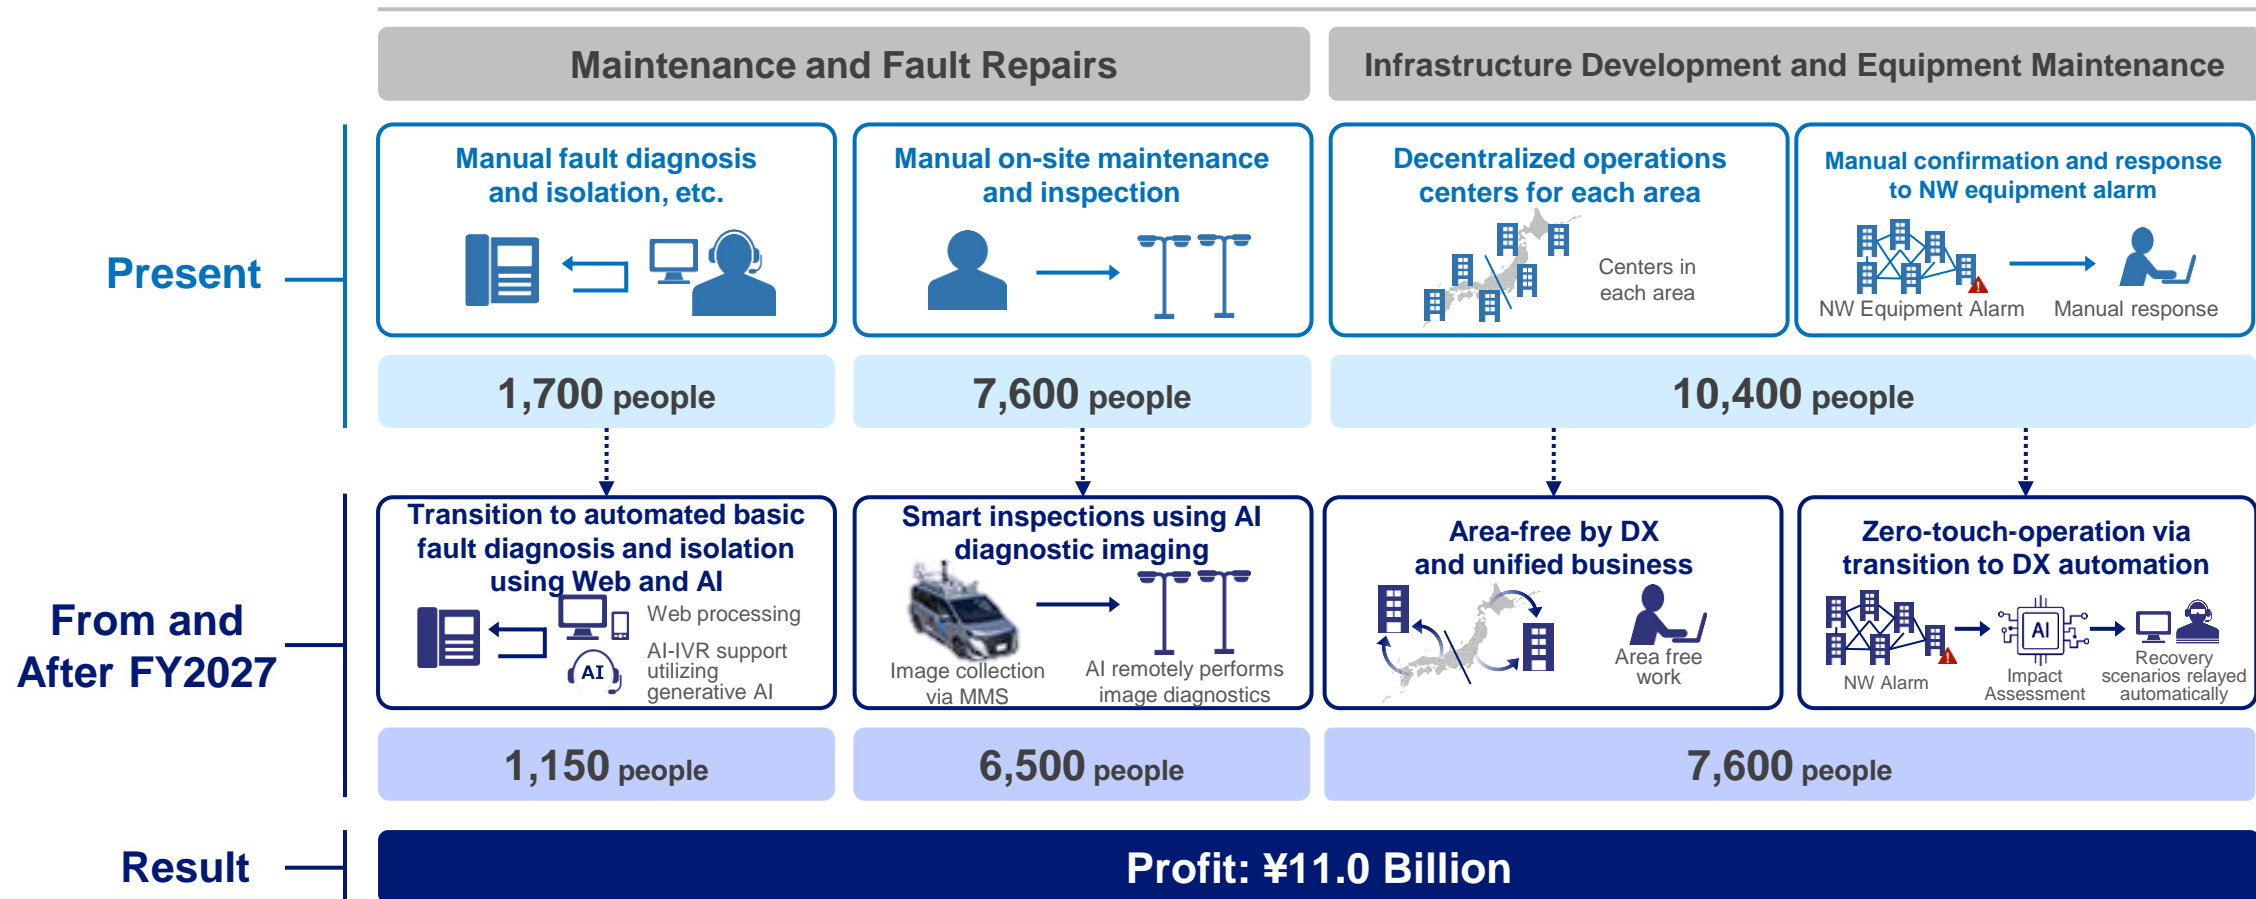 Maintenance and Fault Repairs
Infrastructure Development and Equipment Maintenance
Present
Manual fault diagnosis
and isolation, etc.
Manual on-site maintenance
and inspection
Decentralized operations
centers for each area
Centers in
each area
Manual confirmation and response
to NW equipment alarm
NW Equipment Alarm
Manual response
1,700 people
7,600 people
10,400 people
From and
After FY2027
Transition to automated basic
fault diagnosis and isolation
using Web and AI
Web processing
AI
AI-IVR support
utilizing
generative AI
Smart inspections using AI
diagnostic imaging
Image collection
via MMS
AI remotely performs
image diagnostics
Area-free by DX
and unified business
Area free
work
Zero-touch-operation via
transition to DX automation
AI
NW Alarm
Impact
Assessment
Recovery
scenarios relayed
automatically
1,150 people
6,500 people
7,600 people
Result
Profit: ¥11.0 Billion